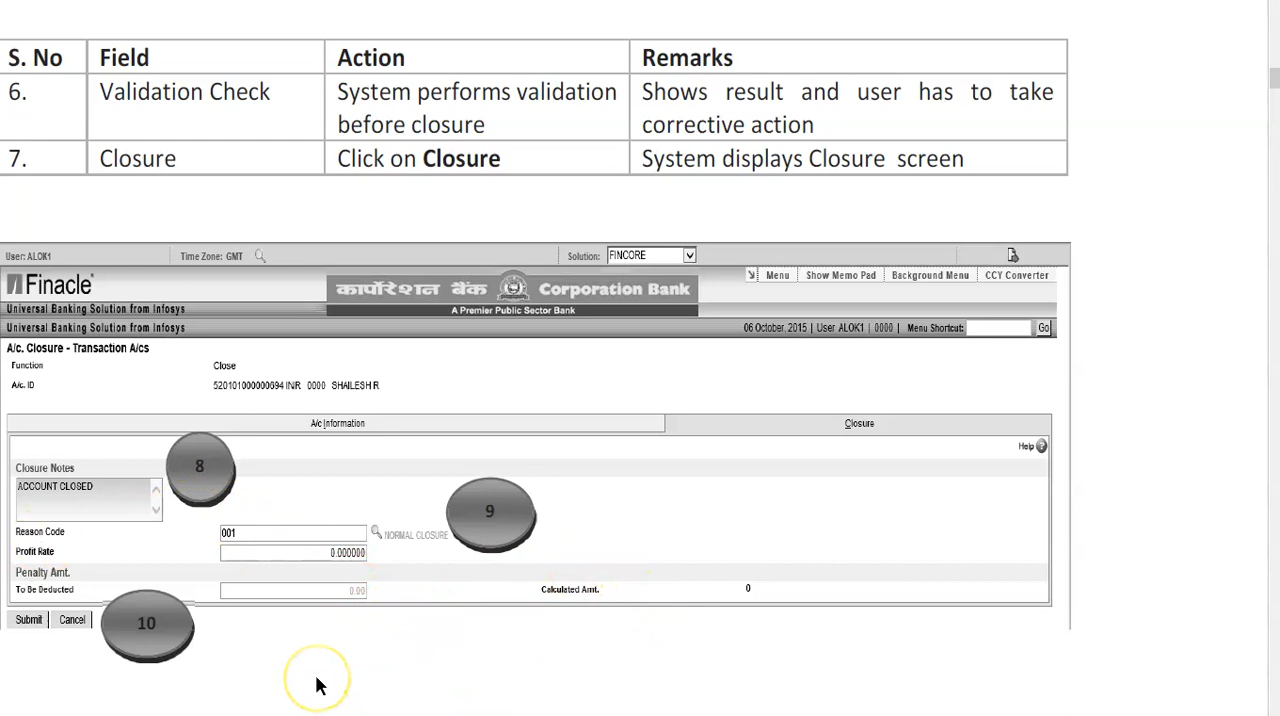 S. No Field Action Remarks
6. Validation Check System performs validation Shows result and user has to take
before closure corrective action
7. Closure Click on Closure System displays Closure screen
User: ALOK1 Time Zone: GMT Solution: FINCORE
Finacle Menu Show Memo Pad Background Menu CCY Converter
कार्पोरेशन बैंक Corporation Bank
Universal Banking Solution from Infosys A Premier Public Sector Bank
Universal Banking Solution from Infosys 06 October, 2015 | User ALOK1 | 0000 | Menu Shortcut: Go
A/c. Closure - Transaction A/cs
Function Close
A/c. ID 520101000000694 INR 0000 SHAILESH R
A/c Information Closure
Help ?
8
Closure Notes
ACCOUNT CLOSED
9
Reason Code 001 NORMAL CLOSURE
Profit Rate 0.000000
Penalty Amt.
To Be Deducted 0.00 Calculated Amt. 0
Submit Cancel 10